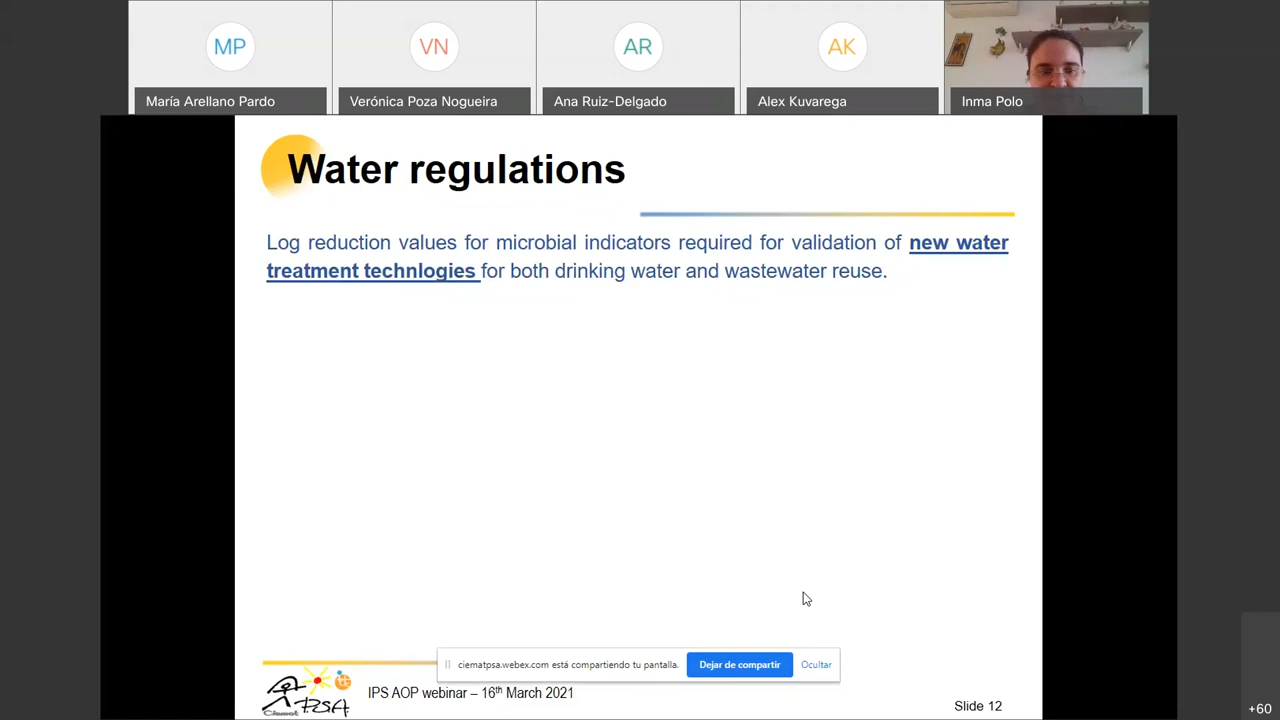 MP
VN
AR
AK
María Arellano Pardo
Verónica Poza Nogueira
Ana Ruiz-Delgado
Alex Kuvarega
Inma Polo
Water regulations
Log reduction values for microbial indicators required for validation of new water
treatment technlogies for both drinking water and wastewater reuse.
ciematpsa.webex.com está compartiendo tu pantalla.
Dejar de compartir
Ocultar
Ciemat PSA
IPS AOP webinar – 16th March 2021
Slide 12
+60